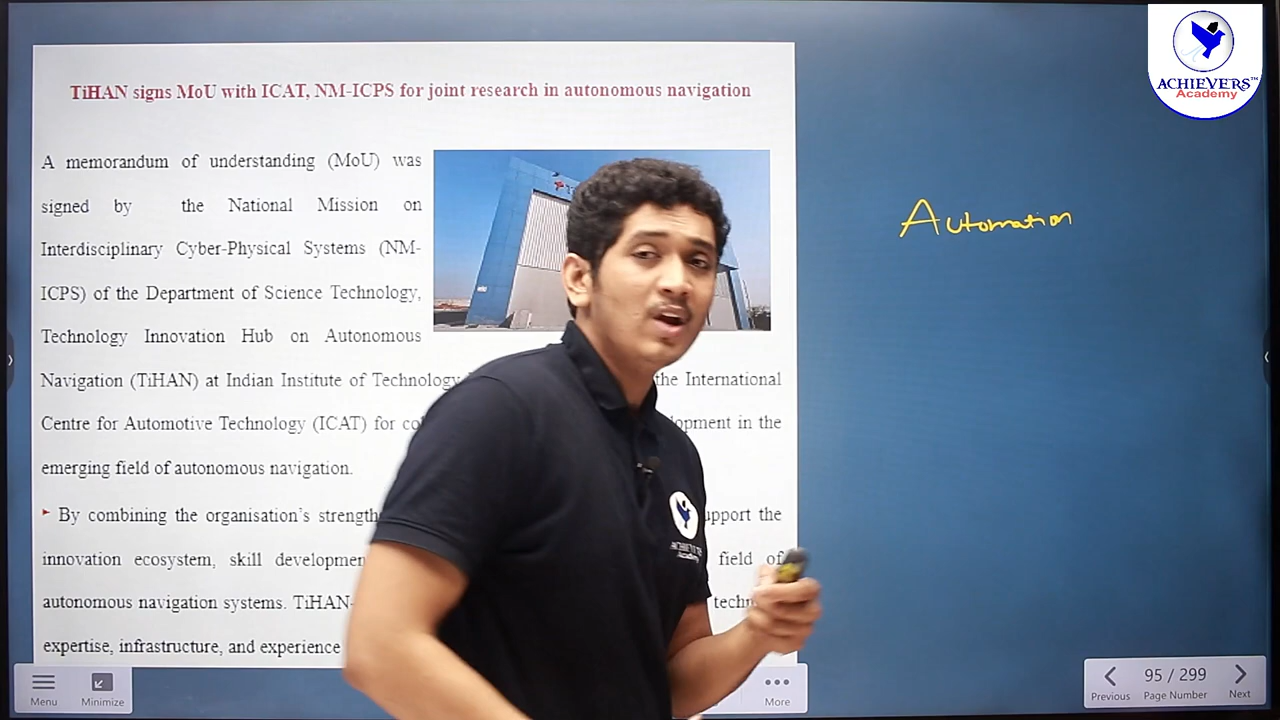 TiHAN signs MoU with ICAT, NM-ICPS for joint research in autonomous navigation
A memorandum of understanding (MoU) was
signed by the National Mission on
Interdisciplinary Cyber-Physical Systems (NM-
ICPS) of the Department of Science Technology,
Technology Innovation Hub on Autonomous
Navigation (TiHAN) at Indian Institute of Technology the International
Centre for Automotive Technology (ICAT) for in the
emerging field of autonomous navigation.
By combining the organisation's the
innovation ecosystem, skill field of
autonomous navigation systems.
expertise, infrastructure, and experience
Automation
ACHIEVERS™
Academy
ACHIEVERS
Academy
Menu
Minimize
More
95 / 299
Previous
Page Number
Next